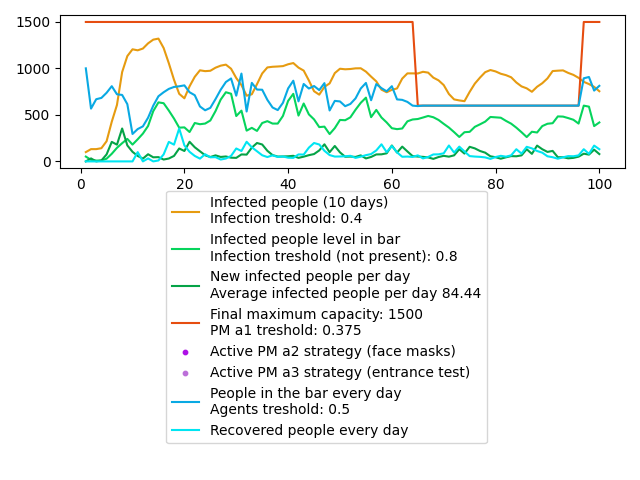 1500
1000
500
0
0 20 40 60 80 100
Infected people (10 days)
Infection treshold: 0.4
Infected people level in bar
Infection treshold (not present): 0.8
New infected people per day
Average infected people per day 84.44
Final maximum capacity: 1500
PM a1 treshold: 0.375
Active PM a2 strategy (face masks)
Active PM a3 strategy (entrance test)
People in the bar every day
Agents treshold: 0.5
Recovered people every day